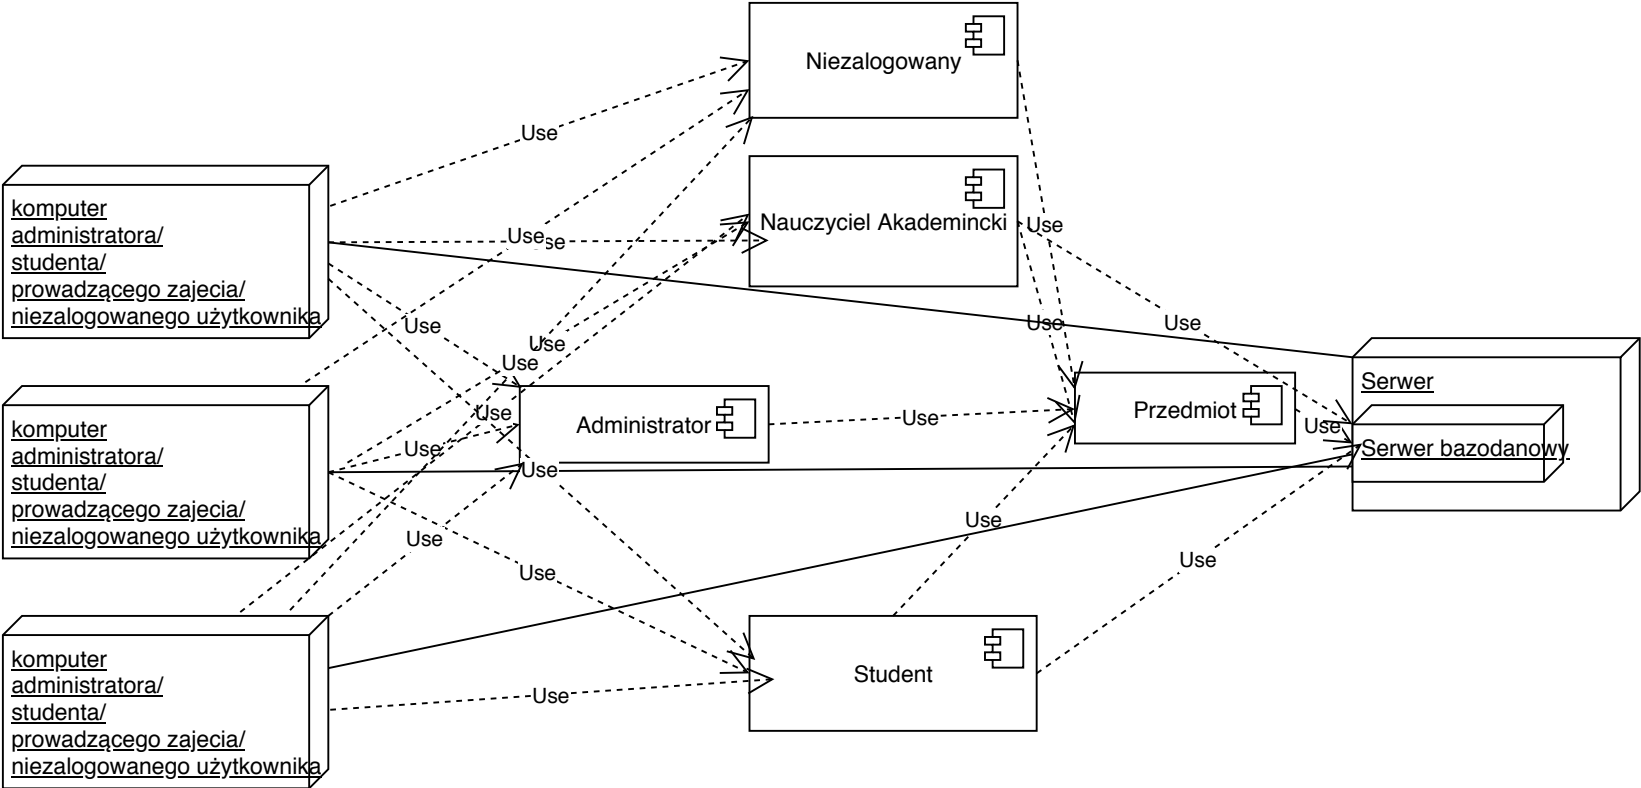 Niezalogowany
Use
komputer
administratora/
studenta/
prowadzącego zajecia/
niezalogowanego użytkownika
Nauczyciel Akademincki
Use
Use
se
Use
Use
Use
Use
Use
Use
Serwer
komputer
administratora/
studenta/
prowadzącego zajecia/
niezalogowanego użytkownika
Use
Administrator
Use
Przedmiot
Use
Serwer bazodanowy
Use
Use
Use
Use
Use
Use
komputer
administratora/
studenta/
prowadzącego zajecia/
niezalogowanego użytkownika
Use
Student